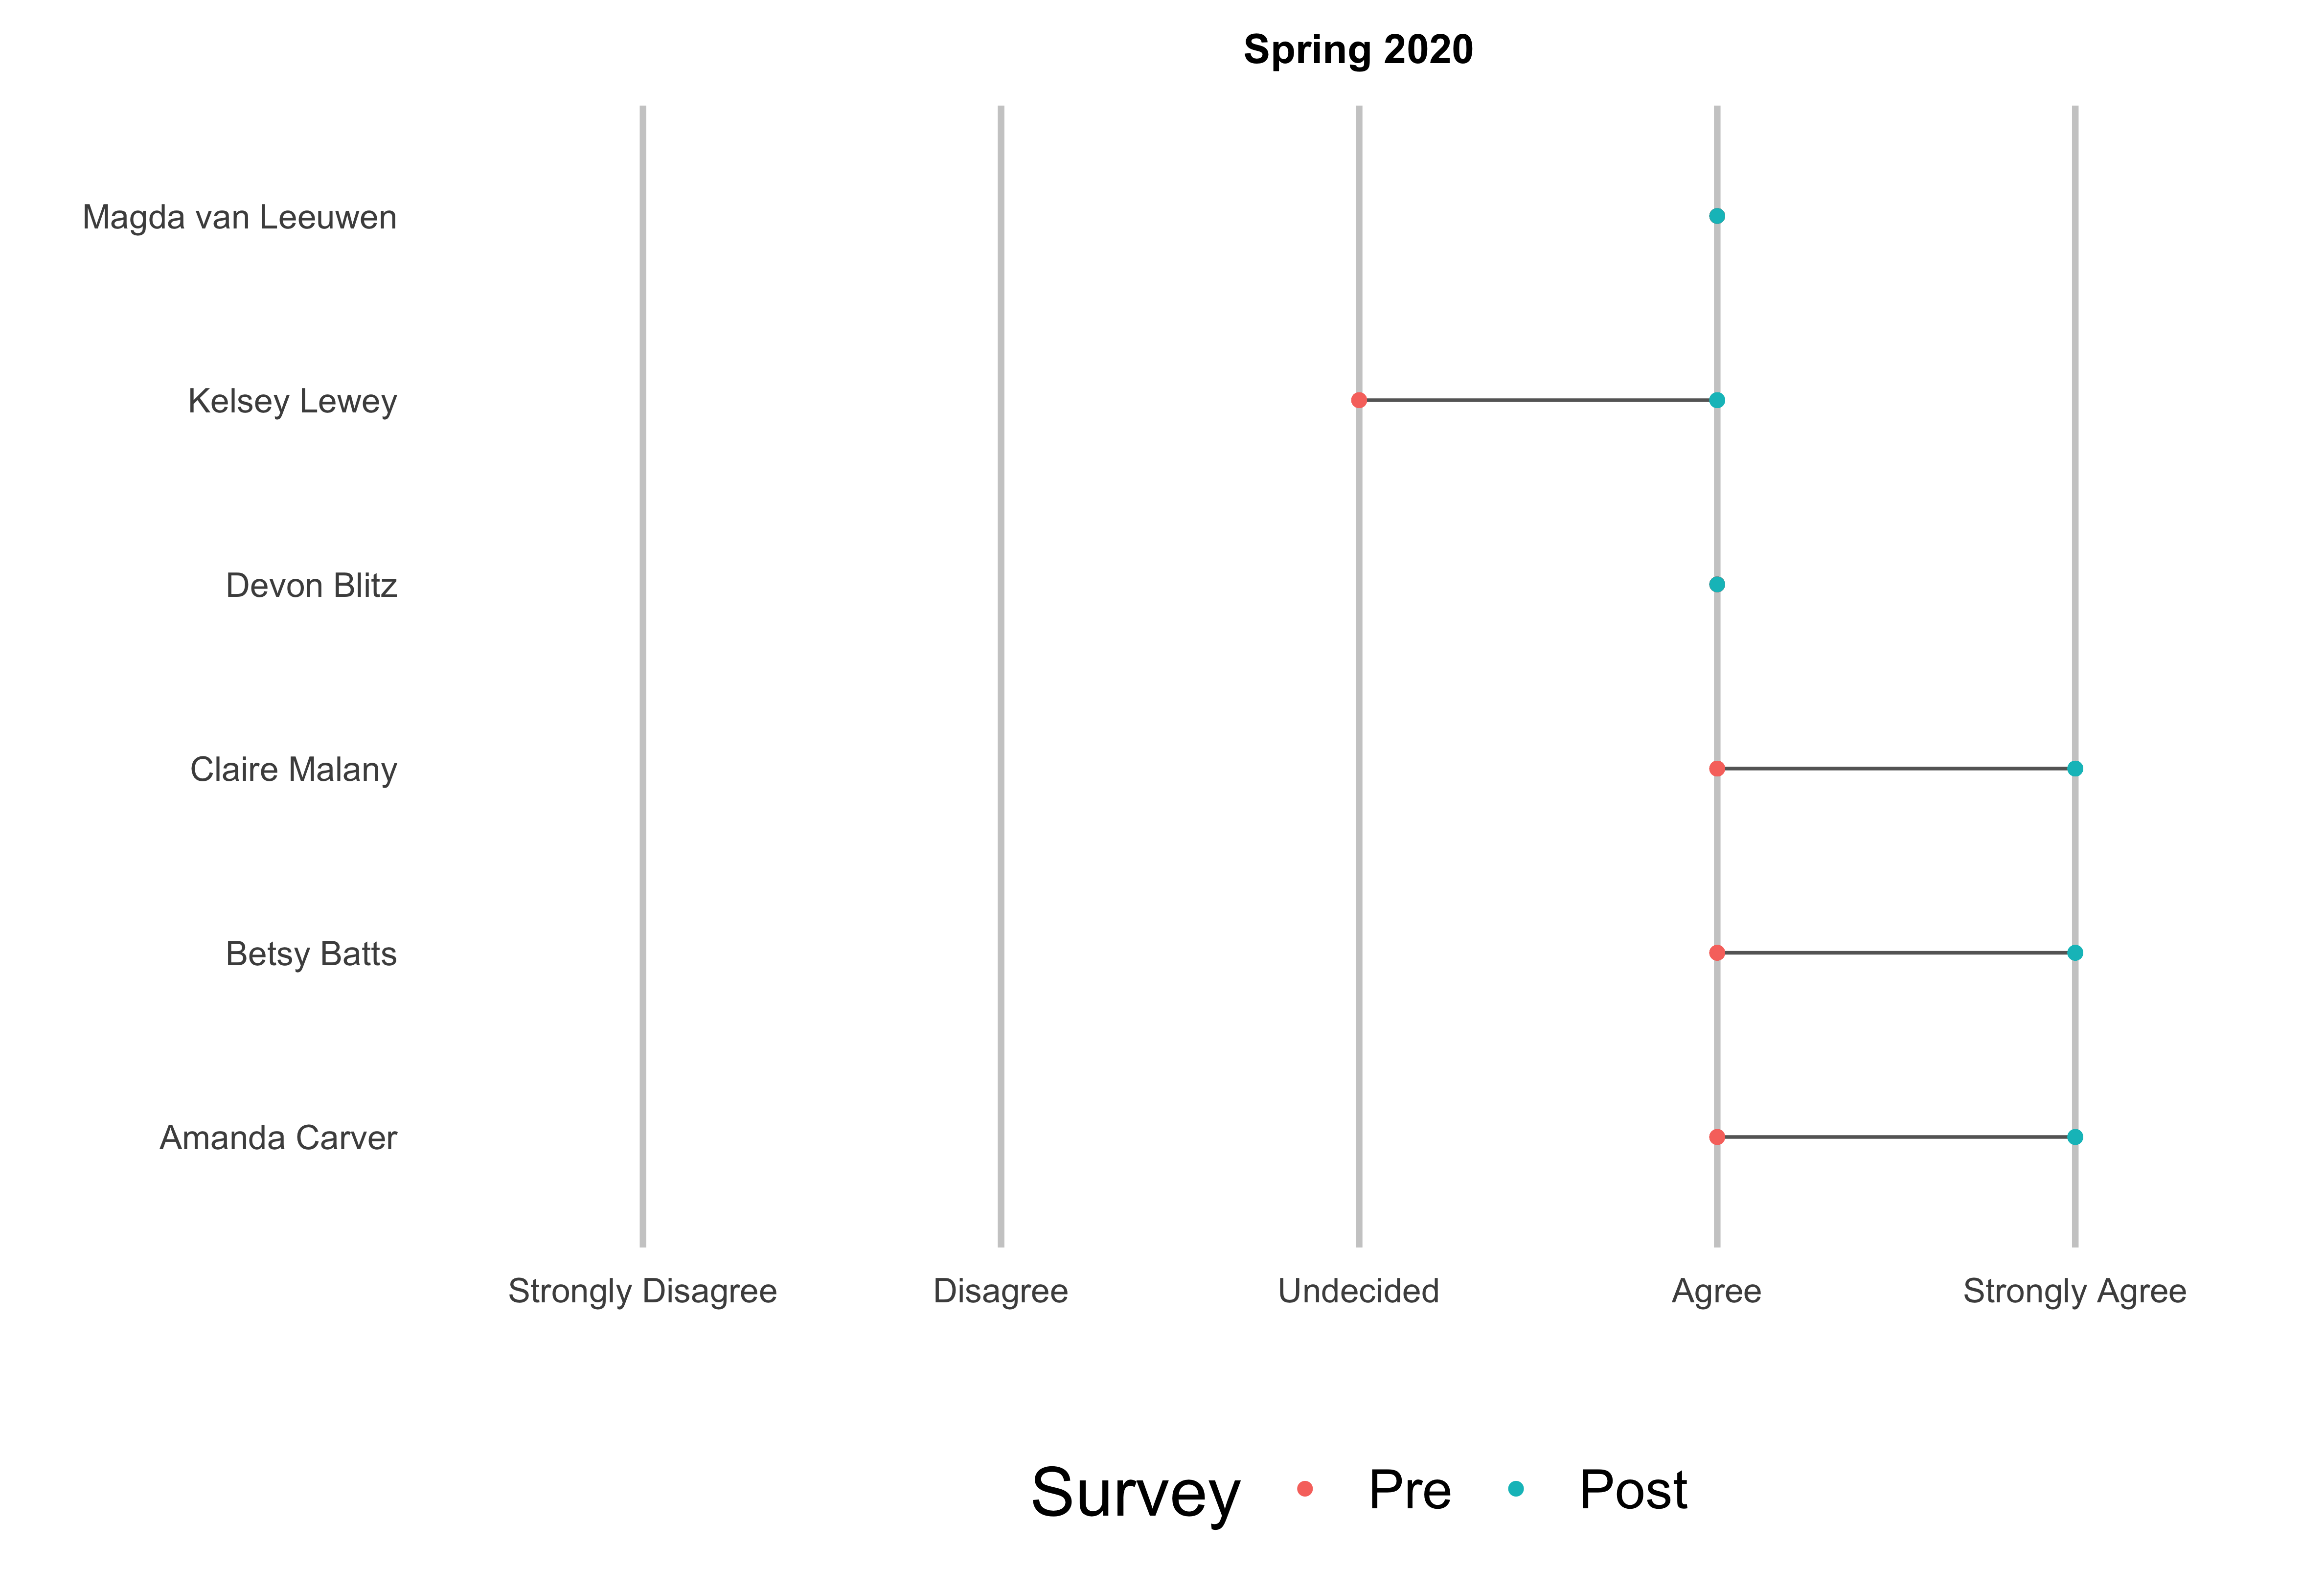 Spring 2020
Magda van Leeuwen
Kelsey Lewey
Devon Blitz
Claire Malany
Betsy Batts
Amanda Carver
Strongly Disagree Disagree Undecided Agree Strongly Agree
Survey Pre Post